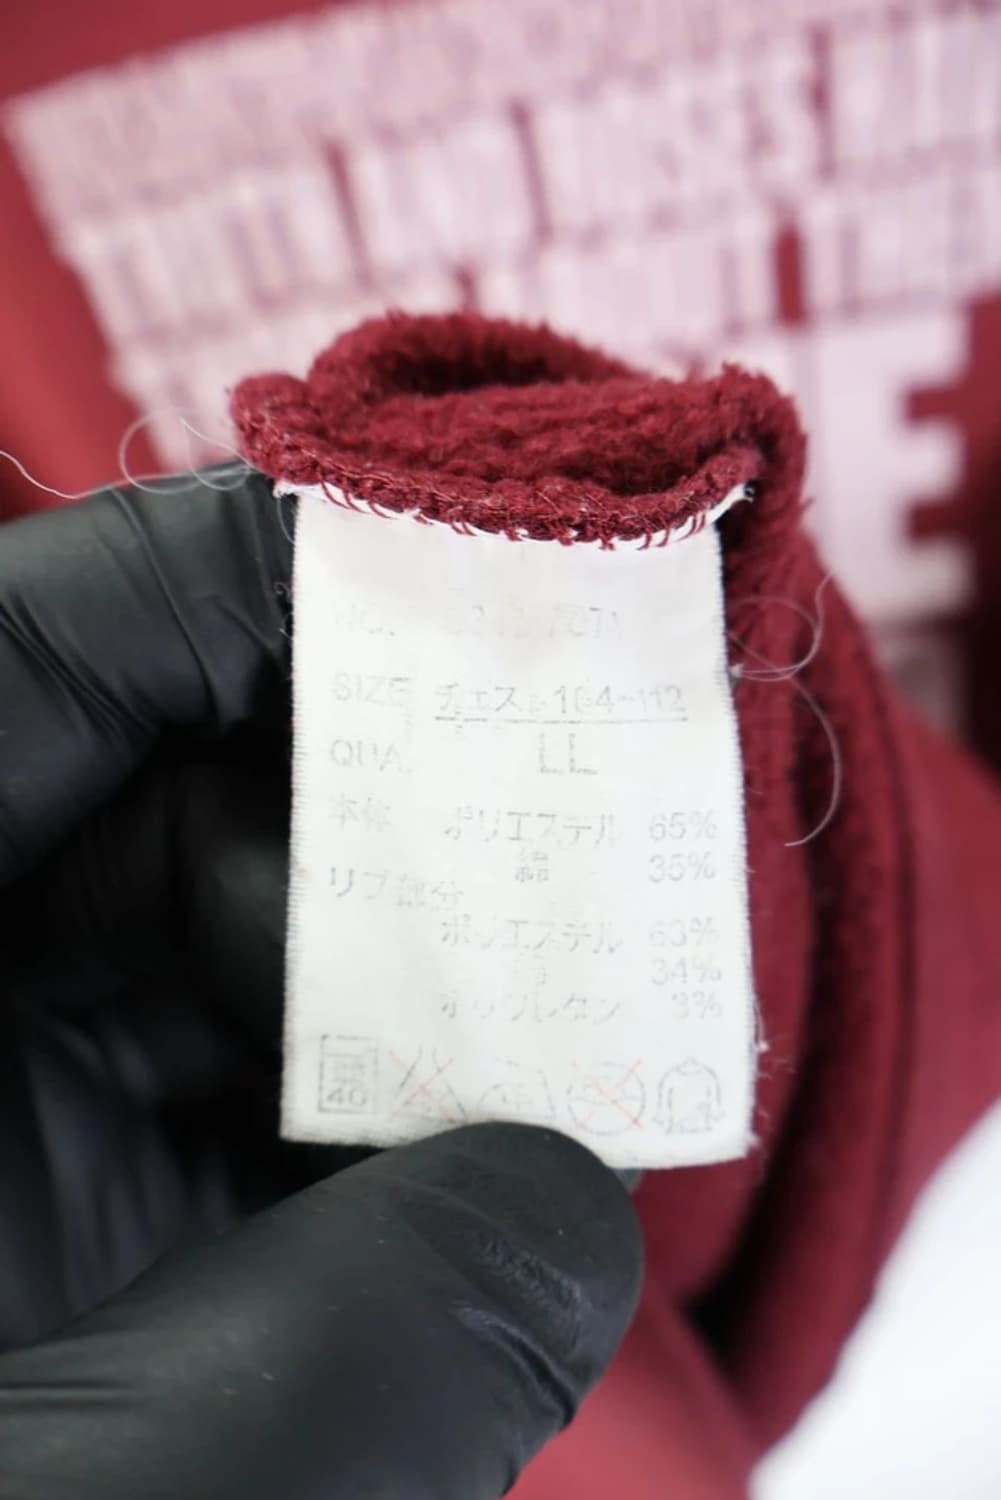 NO.
SIZE チェスト 104~112
QUA. LL
本体 ポリエステル 65%
綿 35%
リブ部分
ポリエステル 63%
34%
ポリウレタン 3%
40